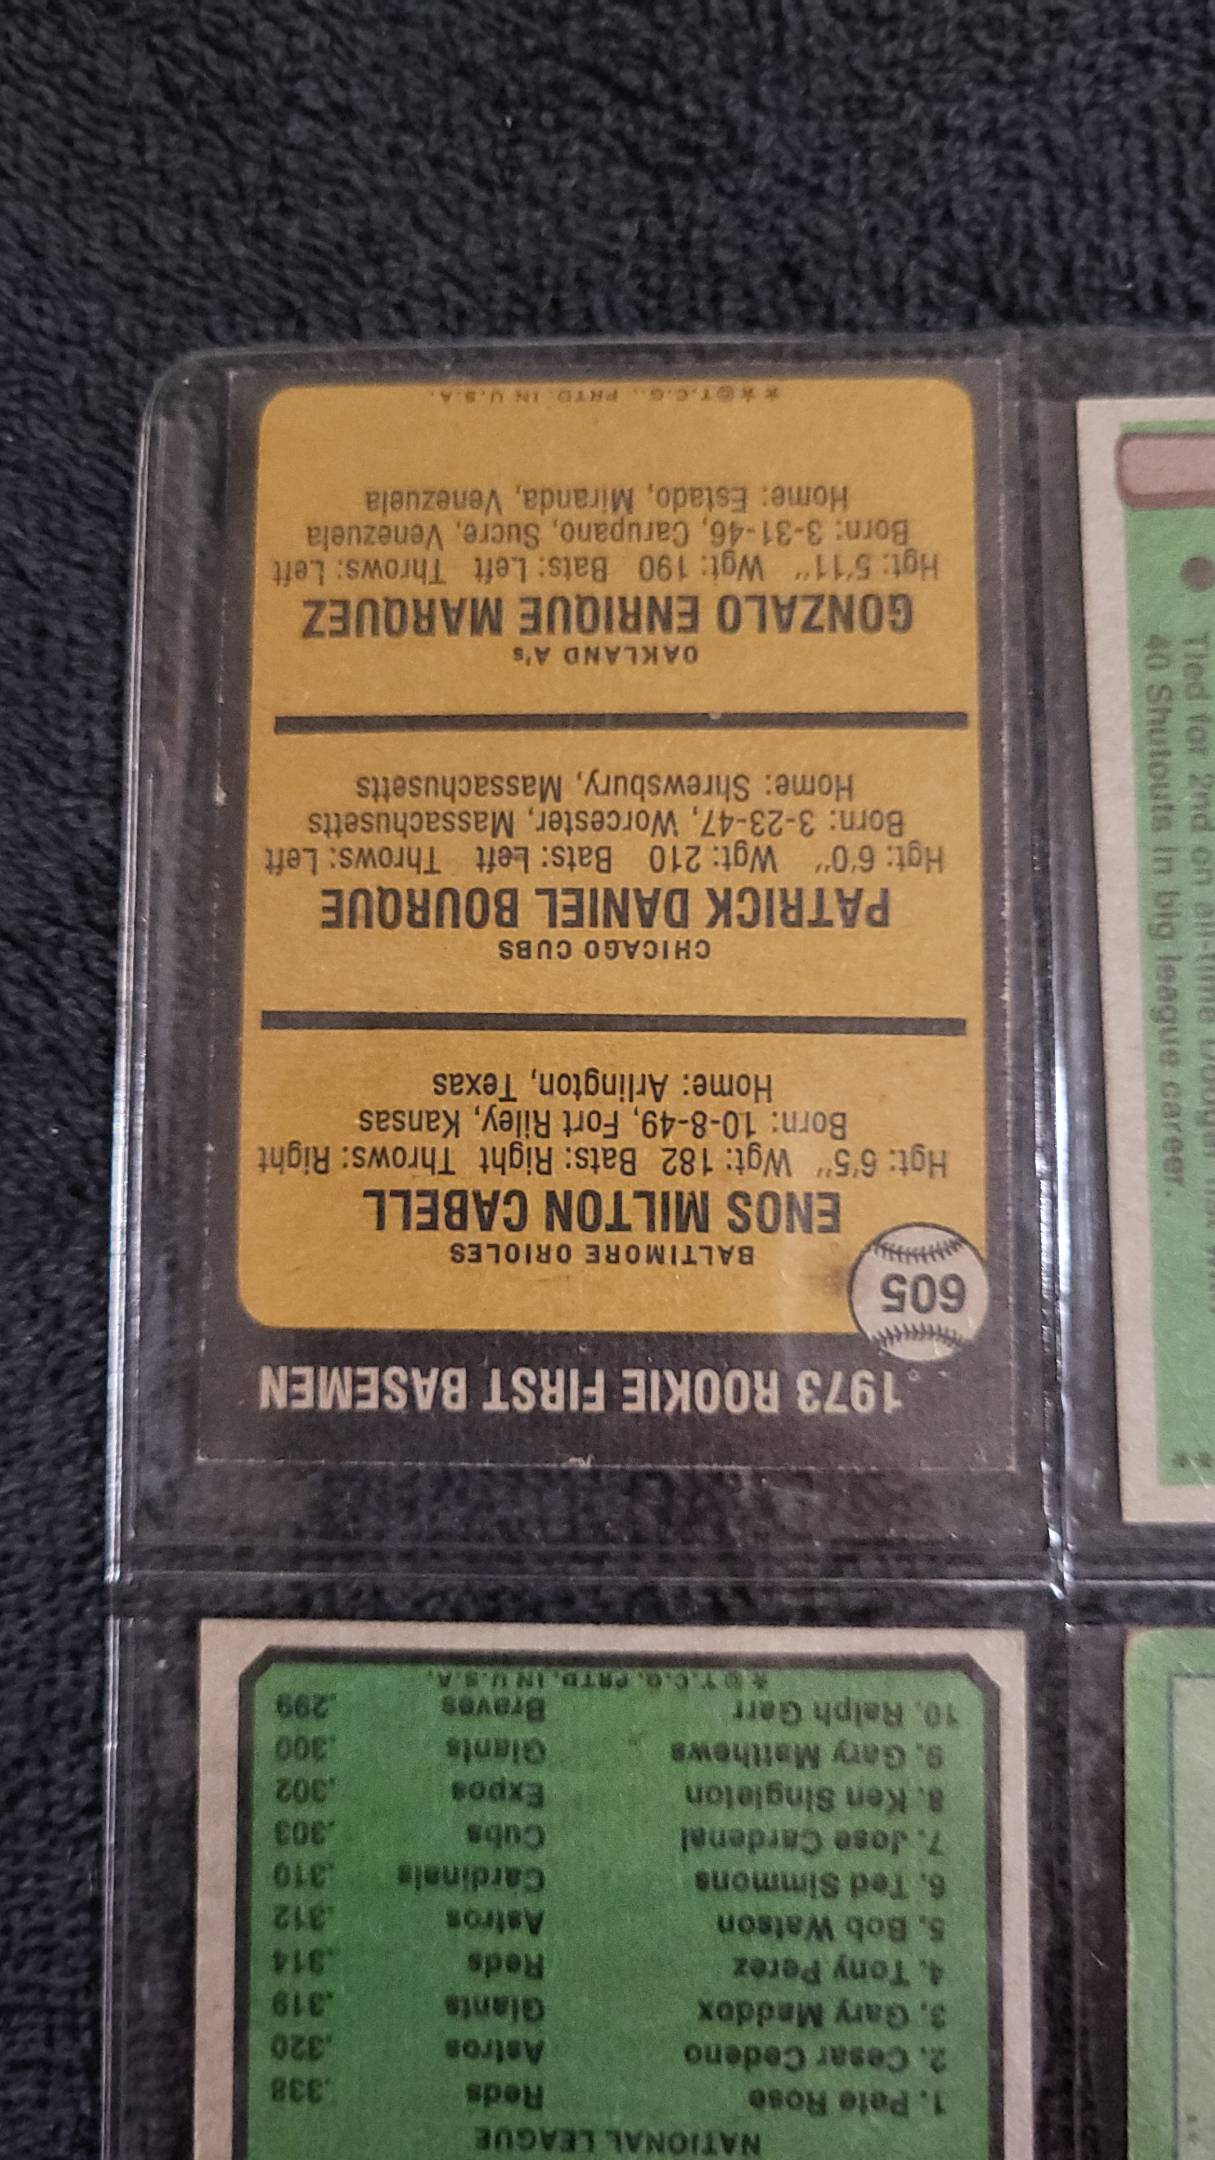 1973 ROOKIE FIRST BASEMEN
605
BALTIMORE ORIOLES
ENOS MILTON CABELL
Hgt: 6'5" Wgt: 182 Bats: Right Throws: Right
Born: 10-8-49, Fort Riley, Kansas
Home: Arlington, Texas
CHICAGO CUBS
PATRICK DANIEL BOURQUE
Hgt: 6'0" Wgt: 210 Bats: Left Throws: Left
Born: 3-23-47, Worcester, Massachusetts
Home: Shrewsbury, Massachusetts
OAKLAND A's
GONZALO ENRIQUE MARQUEZ
Hgt: 5'11" Wgt: 190 Bats: Left Throws: Left
Born: 3-31-46, Carupano, Sucre, Venezuela
Home: Estado, Miranda, Venezuela
**©T.C.G., PRTD. IN U.S.A.
NATIONAL LEAGUE
1. Pete Rose Reds .338
2. Cesar Cedeno Astros .320
3. Gary Maddox Giants .319
4. Tony Perez Reds .314
5. Bob Watson Astros .312
6. Ted Simmons Cardinals .310
7. Jose Cardenal Cubs .303
8. Ken Singleton Expos .302
9. Gary Matthews Giants .300
10. Ralph Garr Braves .299
*©T.C.G. PRTD. IN U.S.A.
Tied for 2nd on all-time Dodger list with
40 Shutouts in big league career.
**